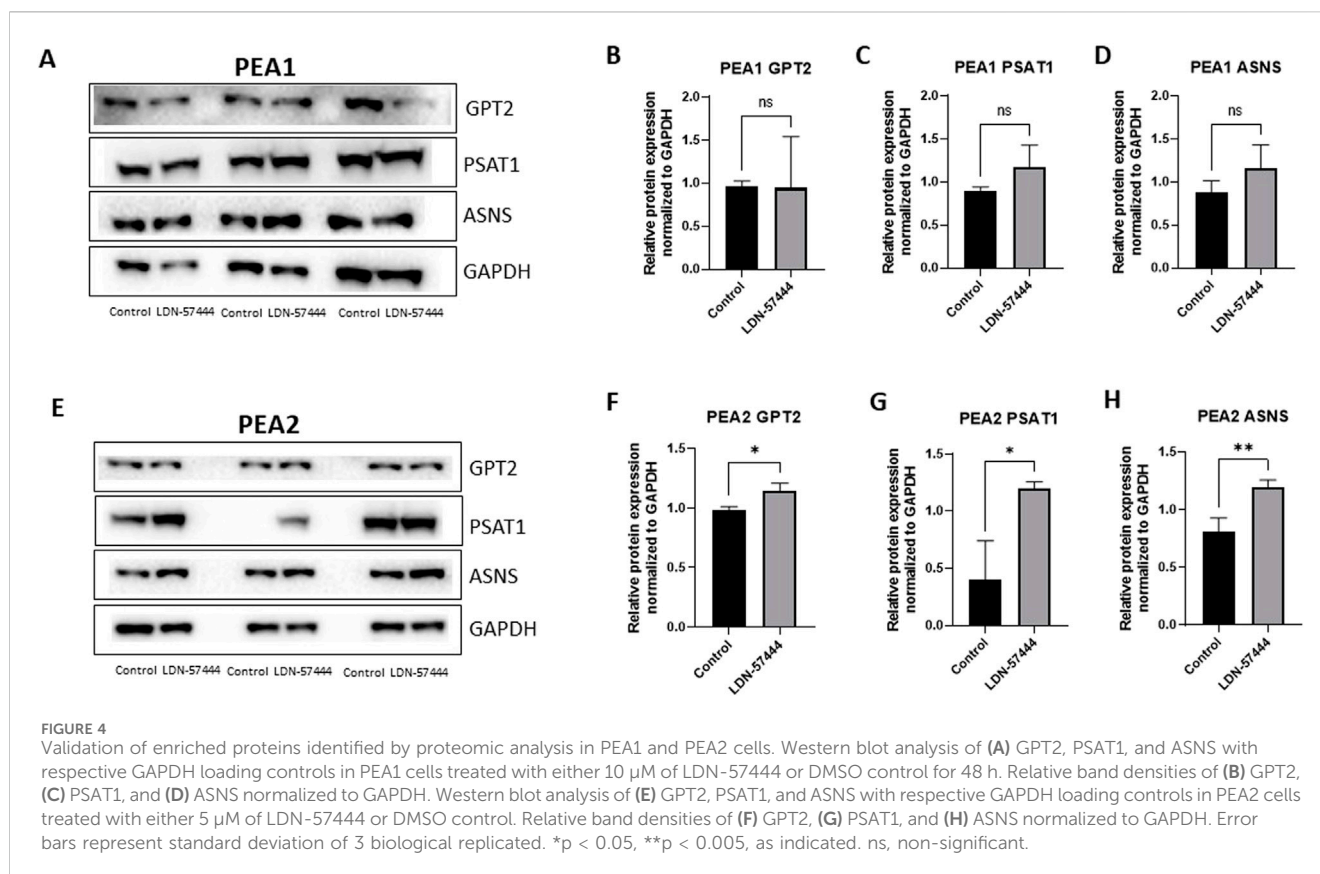 A
PEA1
GPT2
PSAT1
ASNS
GAPDH
Control LDN-57444 Control LDN-57444 Control LDN-57444
B
PEA1 GPT2
Relative protein expression
normalized to GAPDH
2.0
1.5
1.0
0.5
0.0
ns
Control
LDN-57444
C
PEA1 PSAT1
Relative protein expression
normalized to GAPDH
2.0
1.5
1.0
0.5
0.0
ns
Control
LDN-57444
D
PEA1 ASNS
Relative protein expression
normalized to GAPDH
2.0
1.5
1.0
0.5
0.0
ns
Control
LDN-57444
E
PEA2
GPT2
PSAT1
ASNS
GAPDH
Control LDN-57444 Control LDN-57444 Control LDN-57444
F
PEA2 GPT2
Relative protein expression
normalized to GAPDH
1.5
1.0
0.5
0.0
*
Control
LDN-57444
G
PEA2 PSAT1
Relative protein expression
normalized to GAPDH
1.5
1.0
0.5
0.0
*
Control
LDN-57444
H
PEA2 ASNS
Relative protein expression
normalized to GAPDH
1.5
1.0
0.5
0.0
**
Control
LDN-57444
FIGURE 4
Validation of enriched proteins identified by proteomic analysis in PEA1 and PEA2 cells. Western blot analysis of (A) GPT2, PSAT1, and ASNS with
respective GAPDH loading controls in PEA1 cells treated with either 10 µM of LDN-57444 or DMSO control for 48 h. Relative band densities of (B) GPT2,
(C) PSAT1, and (D) ASNS normalized to GAPDH. Western blot analysis of (E) GPT2, PSAT1, and ASNS with respective GAPDH loading controls in PEA2 cells
treated with either 5 µM of LDN-57444 or DMSO control. Relative band densities of (F) GPT2, (G) PSAT1, and (H) ASNS normalized to GAPDH. Error
bars represent standard deviation of 3 biological replicated. *p < 0.05, **p < 0.005, as indicated. ns, non-significant.